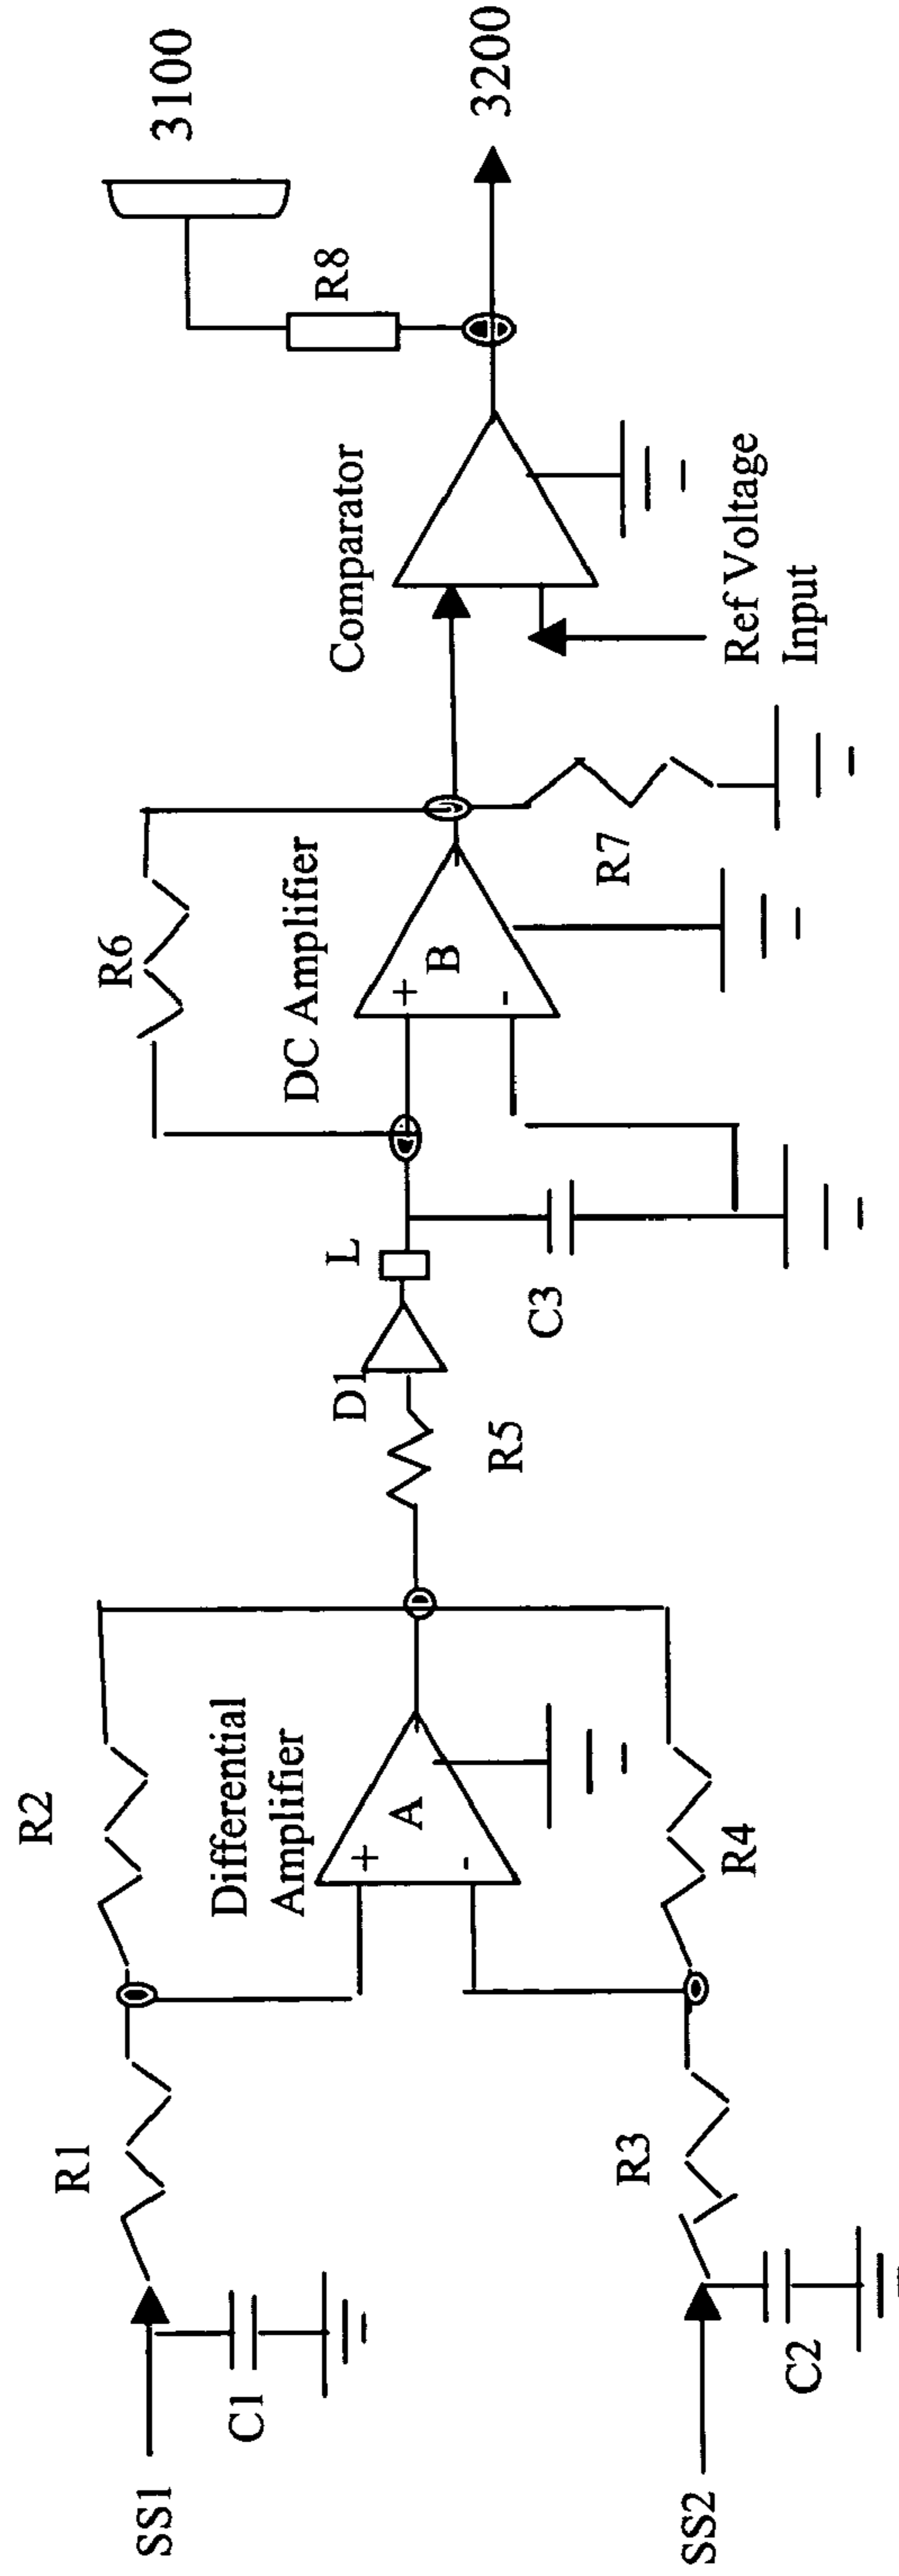 SS1
C1
R1
R2
Differential
Amplifier
+
A
-
SS2
C2
R3
R4
R5
D1
L
C3
R6
DC Amplifier
+
B
-
R7
Comparator
Ref Voltage
Input
R8
3100
3200